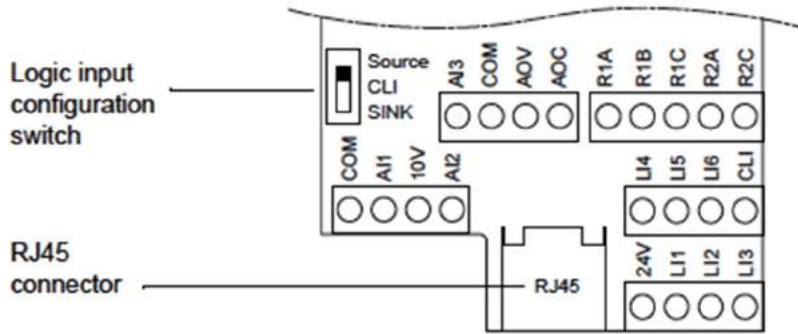 Logic input
configuration
switch
Source
CLI
SINK
AI3 COM AOV AOC
R1A R1B R1C R2A R2C
COM AI1 10V AI2
LI4 LI5 LI6 CLI
RJ45
connector
RJ45
24V LI1 LI2 LI3